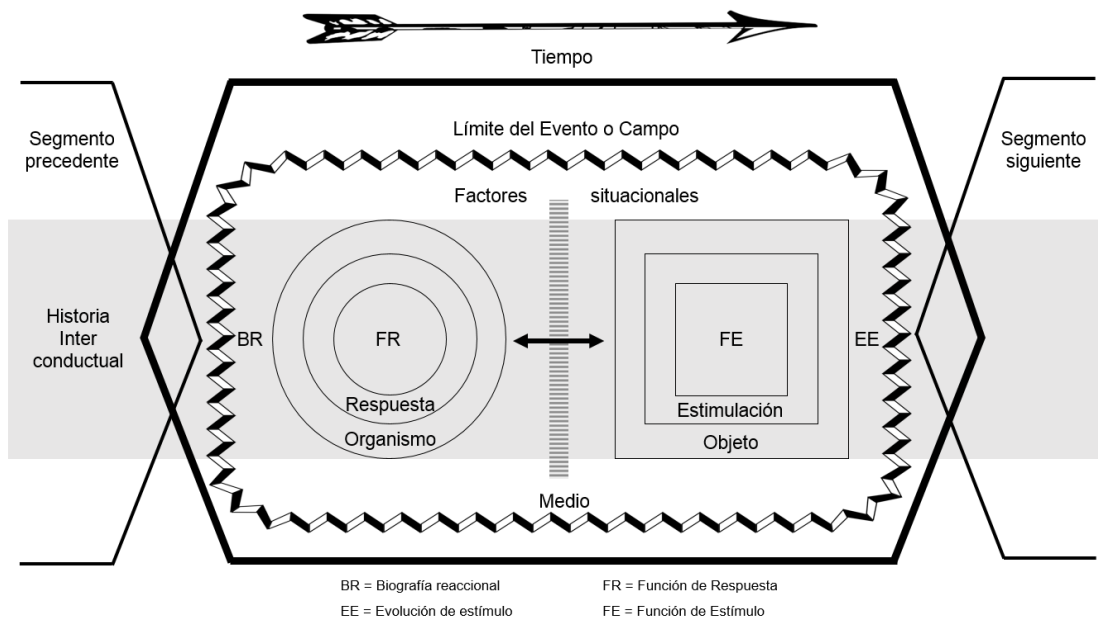 Tiempo
Límite del Evento o Campo
Segmento
precedente
Segmento
siguiente
Factores situacionales
Historia
Inter
conductual
BR
FR
FE
EE
Respuesta
Organismo
Estimulación
Objeto
Medio
BR = Biografía reaccional
FR = Función de Respuesta
EE = Evolución de estímulo
FE = Función de Estímulo